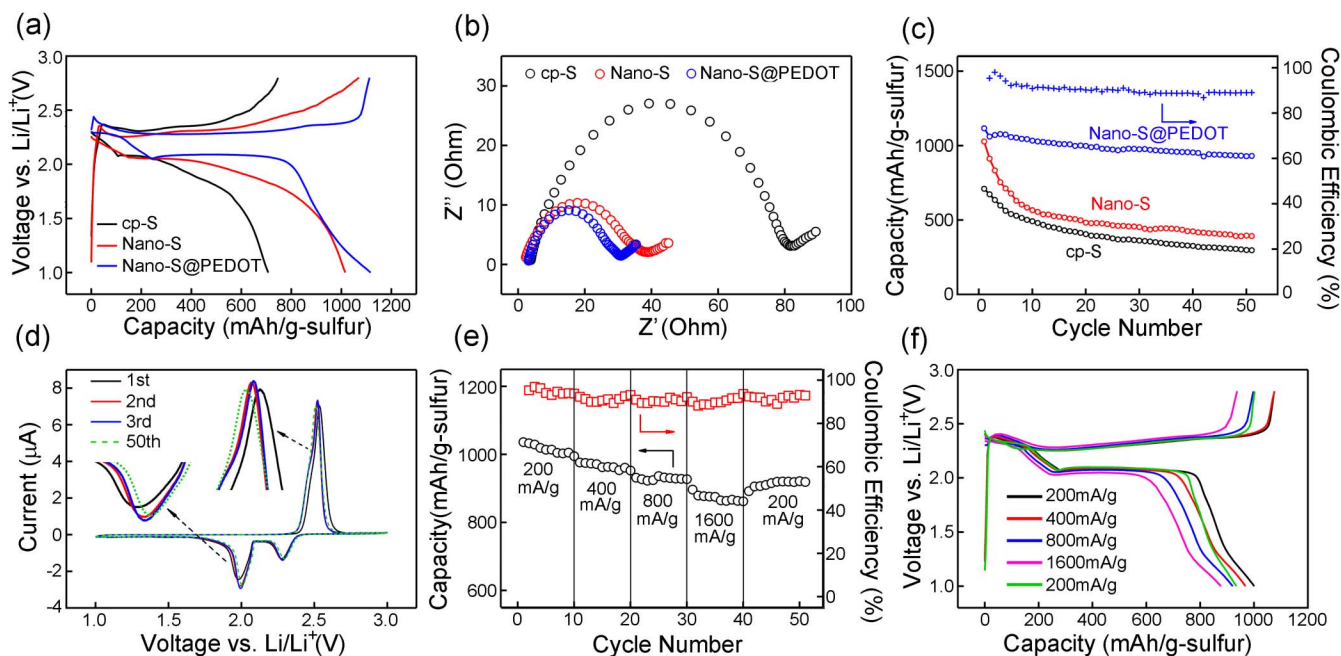 (a)
Voltage vs. Li/Li⁺(V)
3.0
2.5
2.0
1.5
1.0
cp-S
Nano-S
Nano-S@PEDOT
0 200 400 600 800 1000 1200
Capacity (mAh/g-sulfur)
(b)
Z'' (Ohm)
30
20
10
0
cp-S Nano-S Nano-S@PEDOT
0 20 40 60 80 100
Z' (Ohm)
(c)
Capacity(mAh/g-sulfur)
1500
1000
500
0
Nano-S@PEDOT
Nano-S
cp-S
100
80
60
40
20
0
Coulombic Efficiency (%)
0 10 20 30 40 50
Cycle Number
(d)
Current (μA)
8
6
4
2
0
-2
-4
1st
2nd
3rd
50th
1.0 1.5 2.0 2.5 3.0
Voltage vs. Li/Li⁺(V)
(e)
Capacity(mAh/g-sulfur)
1200
1000
800
600
200
mA/g
400
mA/g
800
mA/g
1600
mA/g
200
mA/g
100
80
60
40
20
0
Coulombic Efficiency (%)
0 10 20 30 40 50
Cycle Number
(f)
Voltage vs. Li/Li⁺(V)
3.0
2.5
2.0
1.5
1.0
200mA/g
400mA/g
800mA/g
1600mA/g
200mA/g
0 200 400 600 800 1000 1200
Capacity (mAh/g-sulfur)